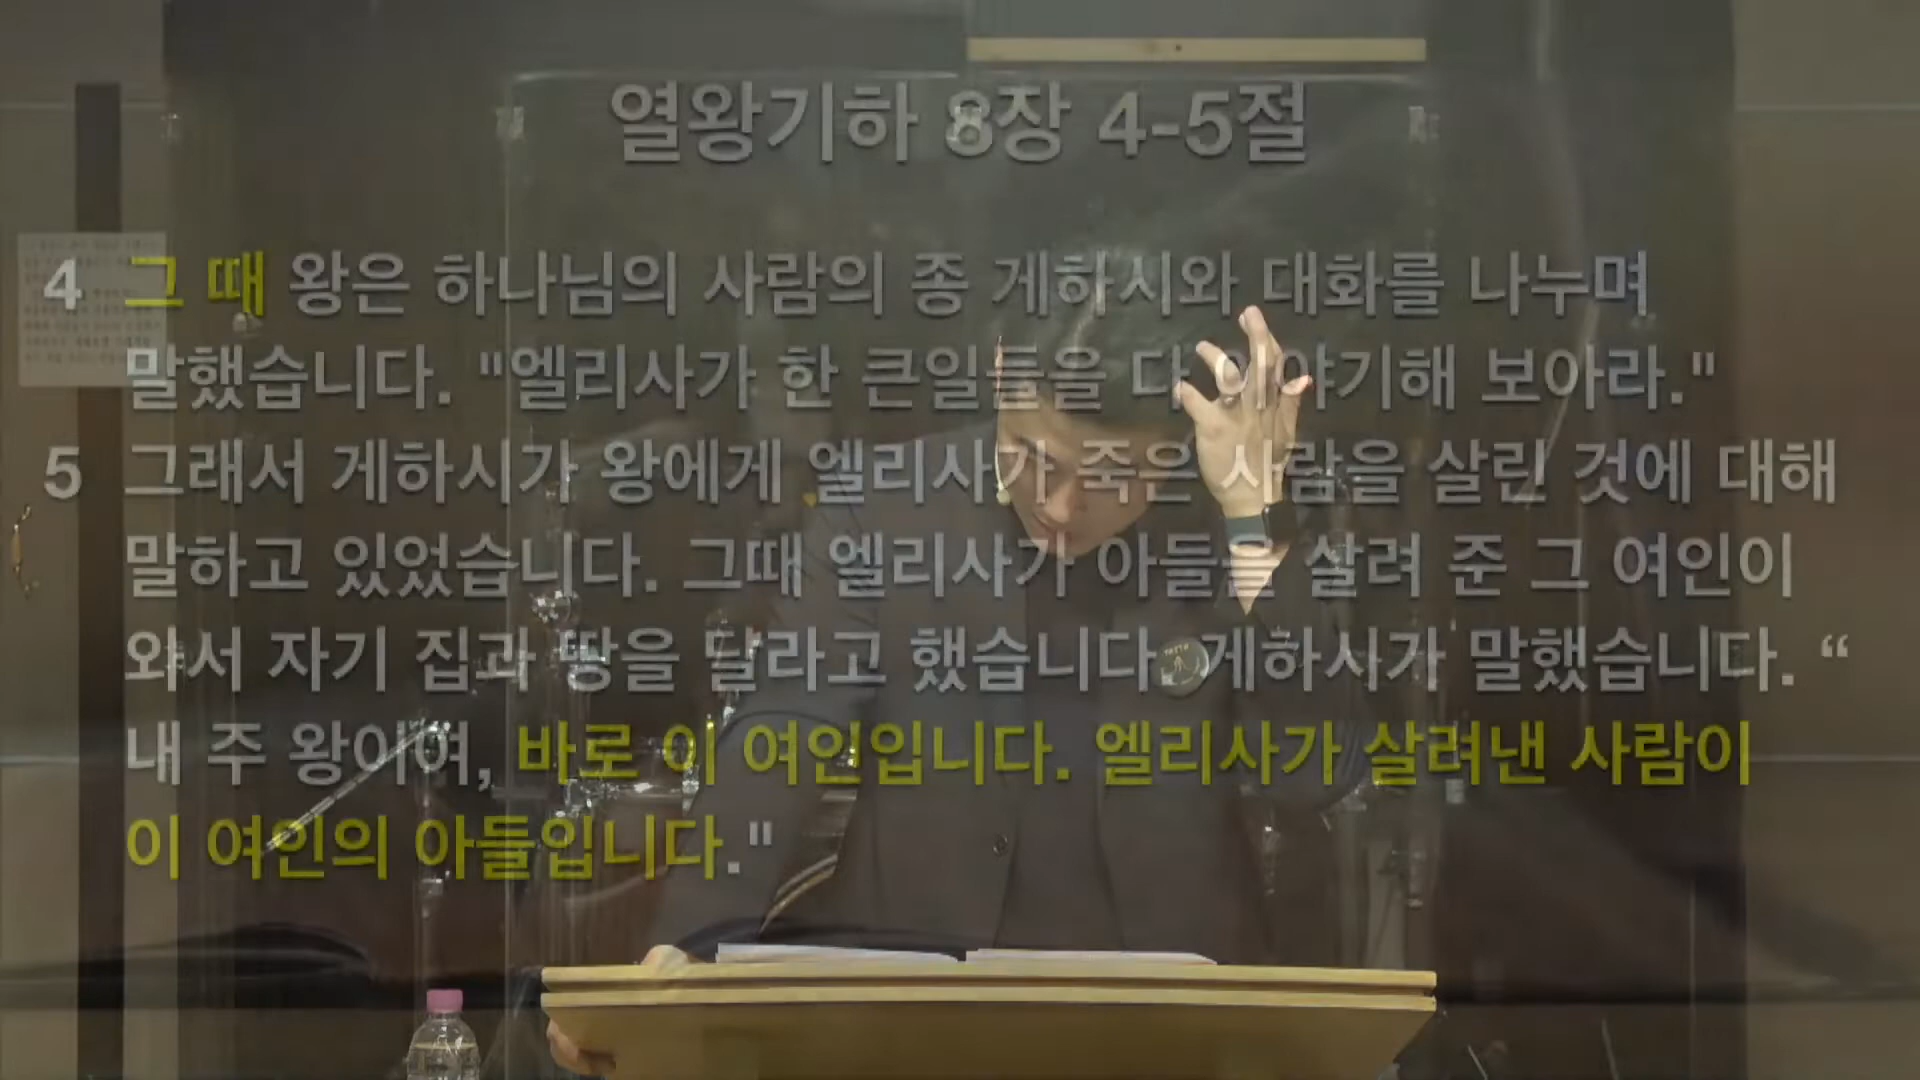 열왕기하 8장 4-5절
4 그 때 왕은 하나님의 사람의 종 게하시와 대화를 나누며
말했습니다. "엘리사가 한 큰일들을 다 이야기해 보아라."
5 그래서 게하시가 왕에게 엘리사가 죽은 사람을 살린 것에 대해
말하고 있었습니다. 그때 엘리사가 아들을 살려 준 그 여인이
와서 자기 집과 땅을 달라고 했습니다. 게하시가 말했습니다. “
내 주 왕이여, 바로 이 여인입니다. 엘리사가 살려낸 사람이
이 여인의 아들입니다."